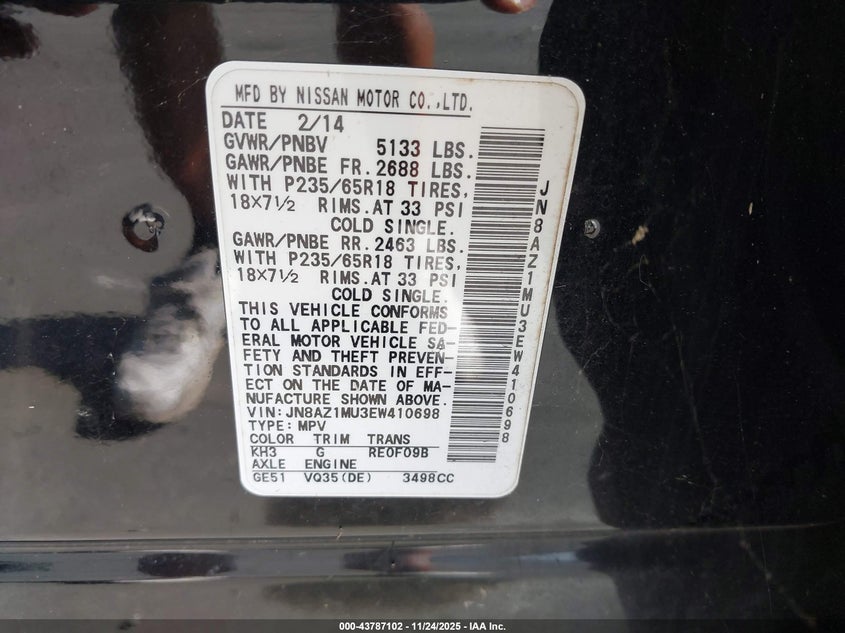 MFD BY NISSAN MOTOR CO.,LTD.
DATE 2/14
GVWR/PNBV 5133 LBS.
GAWR/PNBE FR. 2688 LBS.
WITH P235/65R18 TIRES,
18X7½ RIMS. AT 33 PSI
COLD SINGLE.
GAWR/PNBE RR. 2463 LBS.
WITH P235/65R18 TIRES,
18X7½ RIMS. AT 33 PSI
COLD SINGLE.
THIS VEHICLE CONFORMS
TO ALL APPLICABLE FED-
ERAL MOTOR VEHICLE SA-
FETY AND THEFT PREVEN-
TION STANDARDS IN EFF-
ECT ON THE DATE OF MA-
NUFACTURE SHOWN ABOVE.
VIN: JN8AZ1MU3EW410698
TYPE: MPV
COLOR TRIM TRANS
KH3 G RE0F09B
AXLE ENGINE
GE51 VQ35(DE) 3498CC
JN8AZ1MU3EW410698
000-43787102 - 11/24/2025 - IAA Inc.